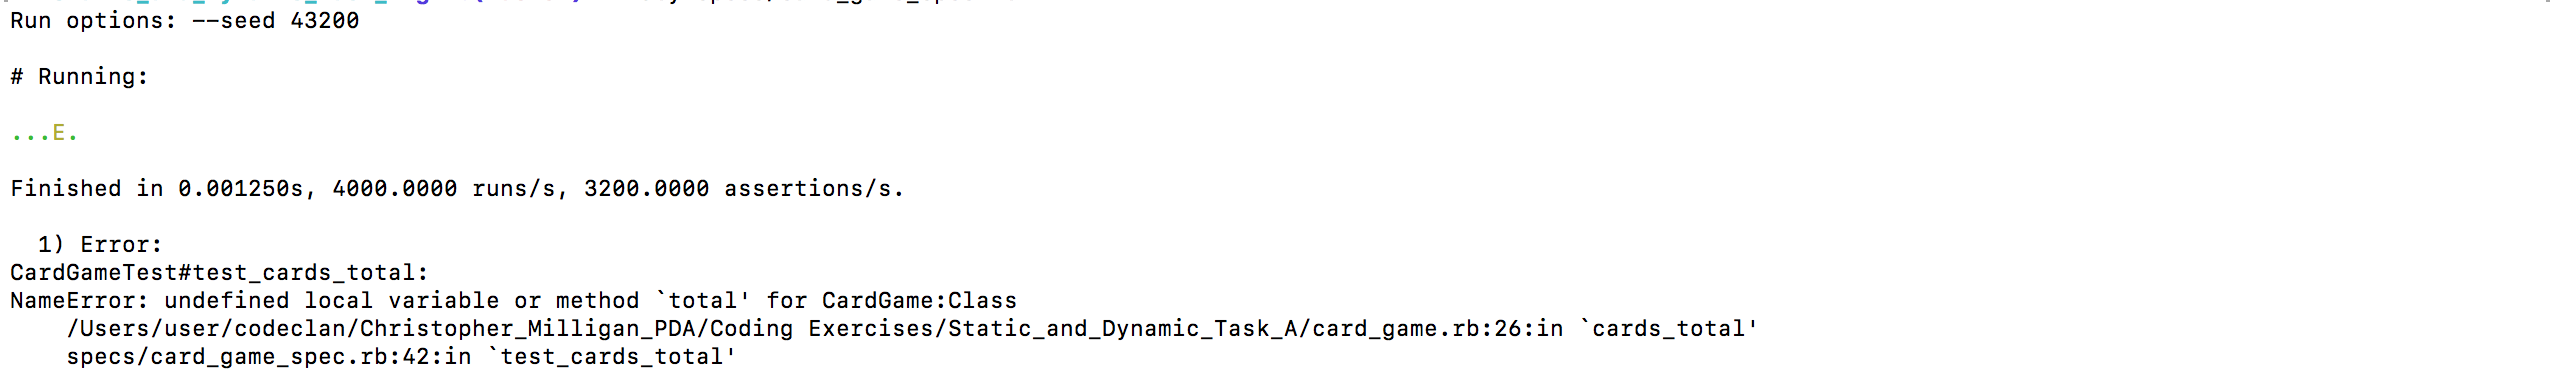 Run options: --seed 43200
# Running:
...E.
Finished in 0.001250s, 4000.0000 runs/s, 3200.0000 assertions/s.
1) Error:
CardGameTest#test_cards_total:
NameError: undefined local variable or method `total' for CardGame:Class
/Users/user/codeclan/Christopher_Milligan_PDA/Coding Exercises/Static_and_Dynamic_Task_A/card_game.rb:26:in `cards_total'
specs/card_game_spec.rb:42:in `test_cards_total'